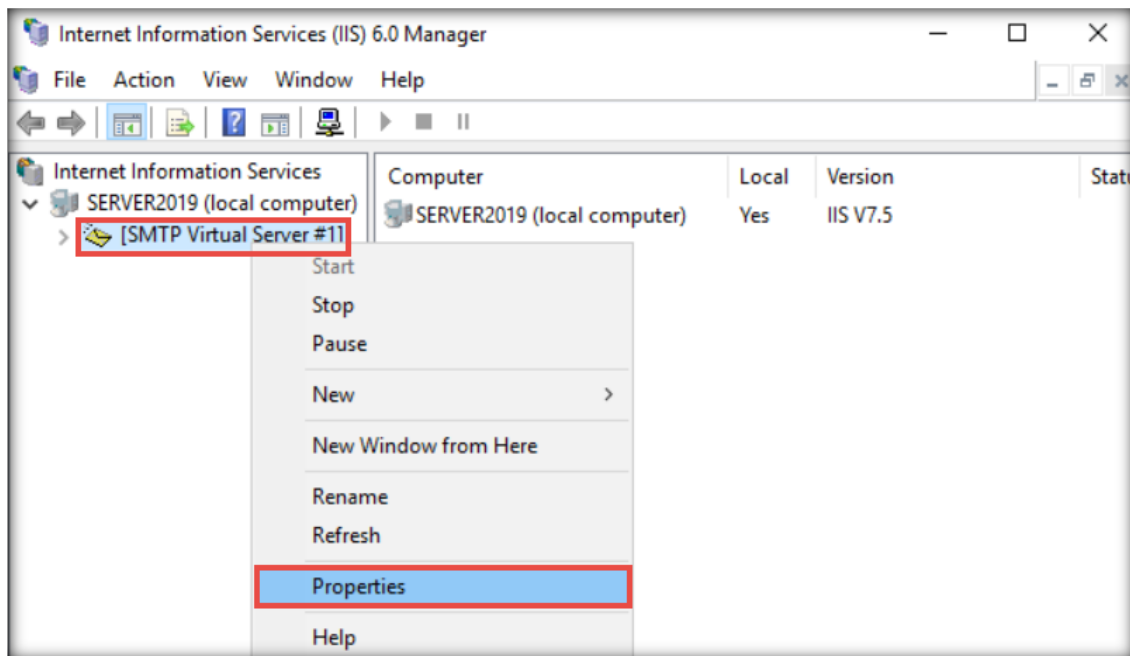 Internet Information Services (IIS) 6.0 Manager
File Action View Window Help
Internet Information Services
SERVER2019 (local computer)
[SMTP Virtual Server #1]
Computer Local Version Stat
SERVER2019 (local computer) Yes IIS V7.5
Start
Stop
Pause
New
New Window from Here
Rename
Refresh
Properties
Help